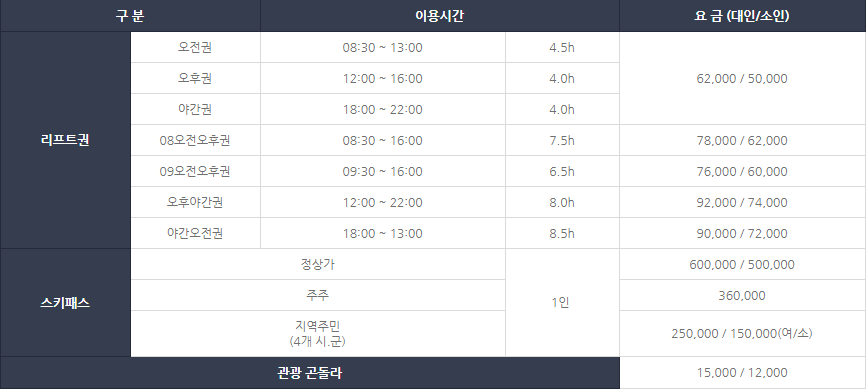 구 분 이용시간 요 금 (대인/소인)
오전권 08:30 ~ 13:00 4.5h
오후권 12:00 ~ 16:00 4.0h 62,000 / 50,000
야간권 18:00 ~ 22:00 4.0h
리프트권 08오전오후권 08:30 ~ 16:00 7.5h 78,000 / 62,000
09오전오후권 09:30 ~ 16:00 6.5h 76,000 / 60,000
오후야간권 12:00 ~ 22:00 8.0h 92,000 / 74,000
야간오전권 18:00 ~ 13:00 8.5h 90,000 / 72,000
정상가 600,000 / 500,000
스키패스 주주 1인 360,000
지역주민 250,000 / 150,000(여/소)
(4개 시.군)
관광 곤돌라 15,000 / 12,000